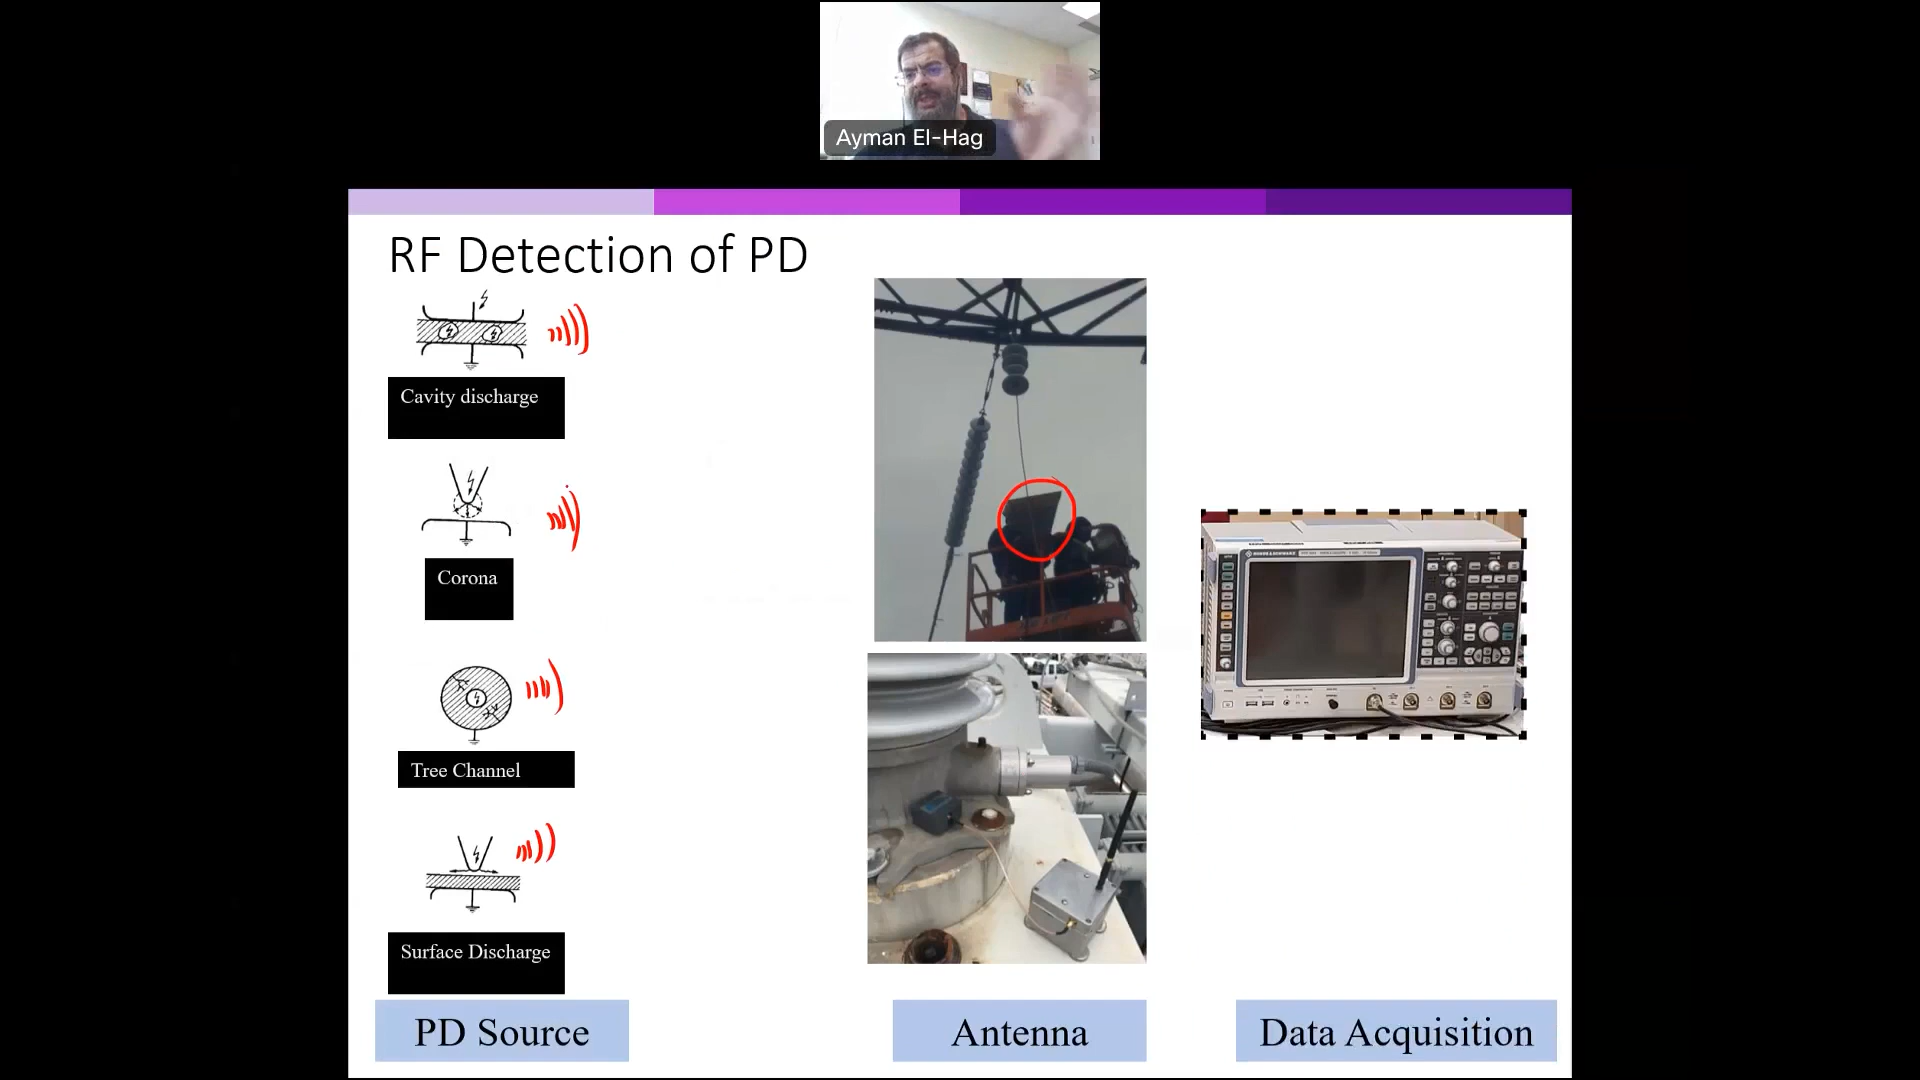 Ayman El-Hag
RF Detection of PD
Cavity discharge
Corona
Tree Channel
Surface Discharge
PD Source
Antenna
Data Acquisition